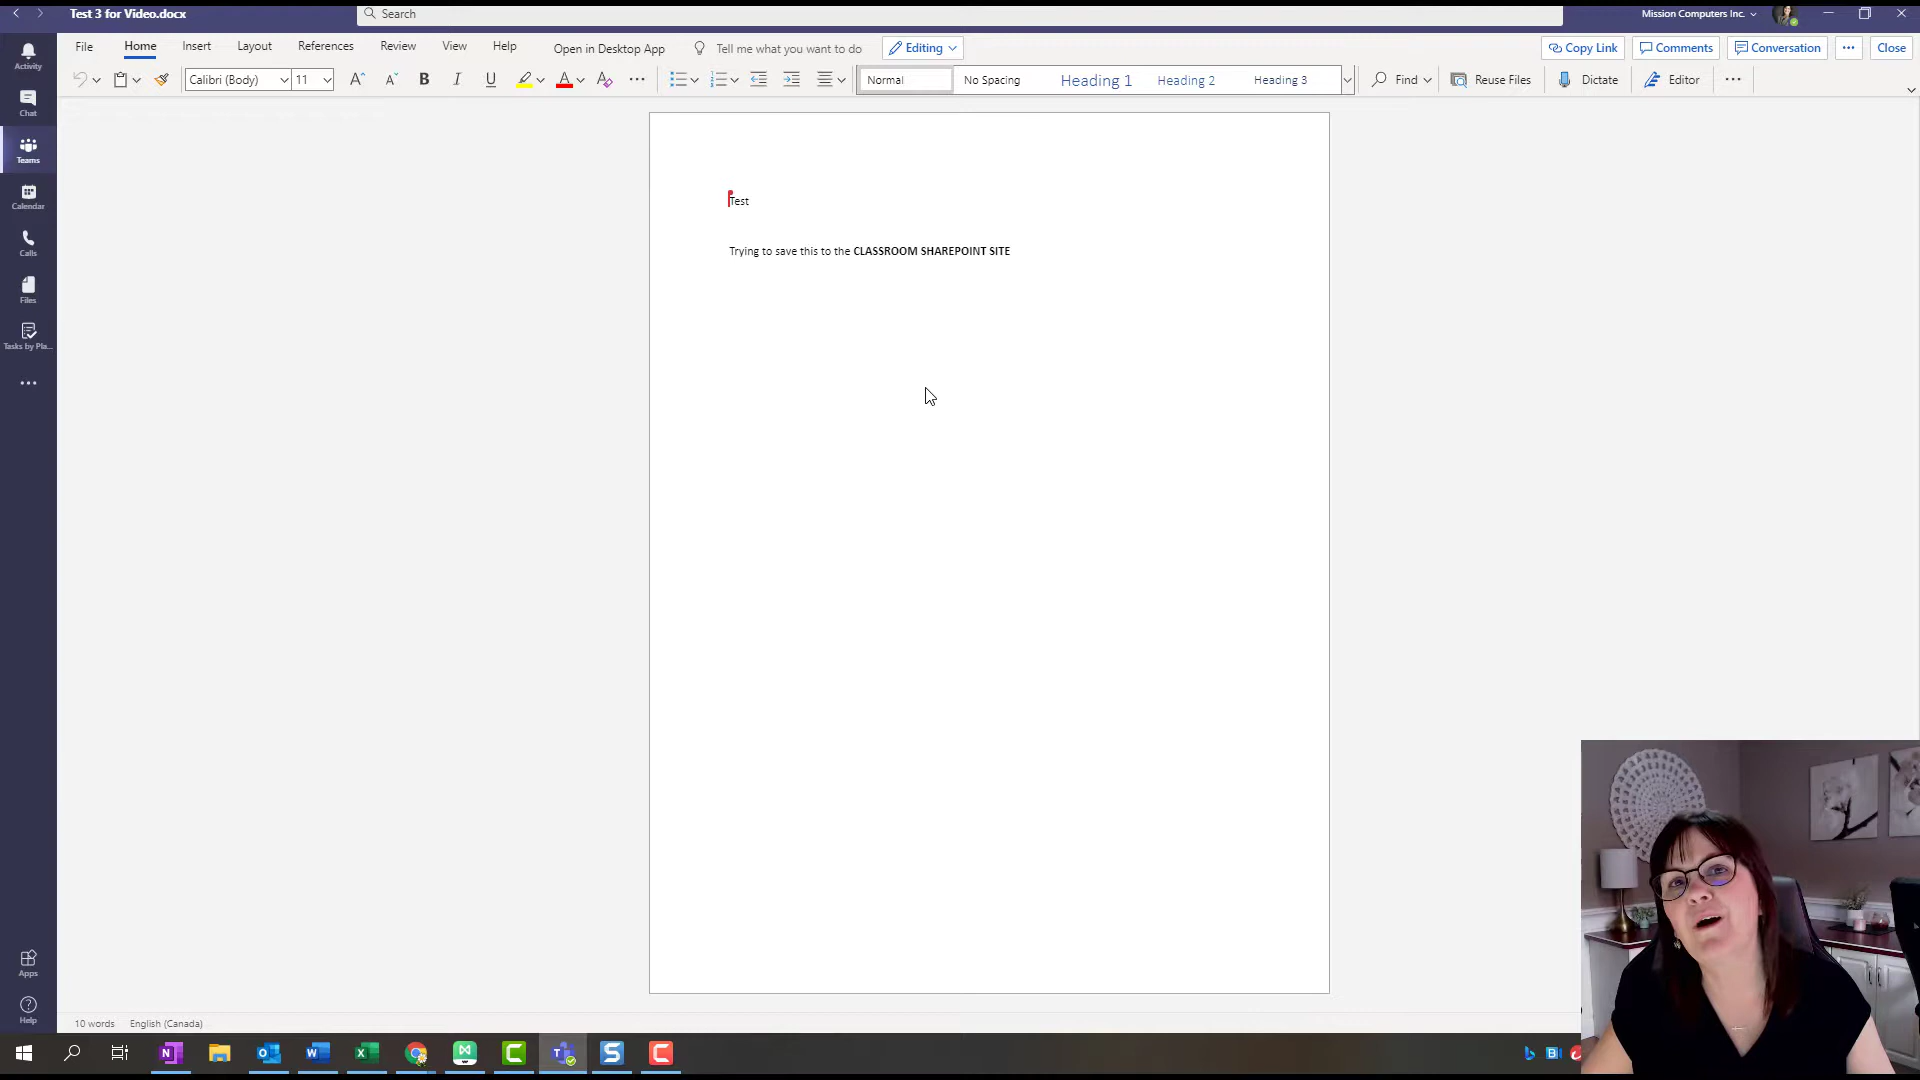 Test 3 for Video.docx
Search
Mission Computers Inc.
File Home Insert Layout References Review View Help Open in Desktop App Tell me what you want to do Editing Copy Link Comments Conversation Close
Calibri (Body) 11 B I U Normal No Spacing Heading 1 Heading 2 Heading 3 Find Reuse Files Dictate Editor
Activity
Chat
Teams
Calendar
Calls
Files
Tasks by Pla...
Apps
Help
Test
Trying to save this to the CLASSROOM SHAREPOINT SITE
10 words English (Canada)